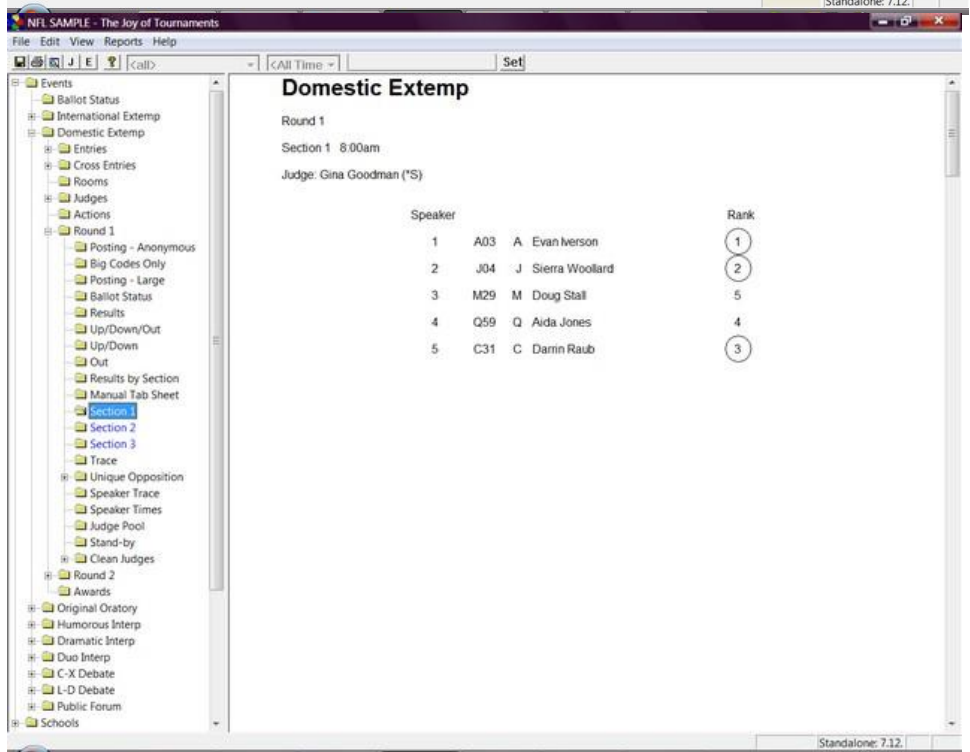 Standalone: 7.12.
NFL SAMPLE - The Joy of Tournaments
File Edit View Reports Help
J E ? <all> <All Time Set
Events
Ballot Status
International Extemp
Domestic Extemp
Entries
Cross Entries
Rooms
Judges
Actions
Round 1
Posting - Anonymous
Big Codes Only
Posting - Large
Ballot Status
Results
Up/Down/Out
Up/Down
Out
Results by Section
Manual Tab Sheet
Section 1
Section 2
Section 3
Trace
Unique Opposition
Speaker Trace
Speaker Times
Judge Pool
Stand-by
Clean Judges
Round 2
Awards
Original Oratory
Humorous Interp
Dramatic Interp
Duo Interp
C-X Debate
L-D Debate
Public Forum
Schools
Domestic Extemp
Round 1
Section 1 8:00am
Judge: Gina Goodman (*S)
Speaker Rank
1 A03 A Evan Iverson 1
2 J04 J Sierra Woollard 2
3 M29 M Doug Stall 5
4 Q59 Q Aida Jones 4
5 C31 C Darrin Raub 3
Standalone: 7.12.